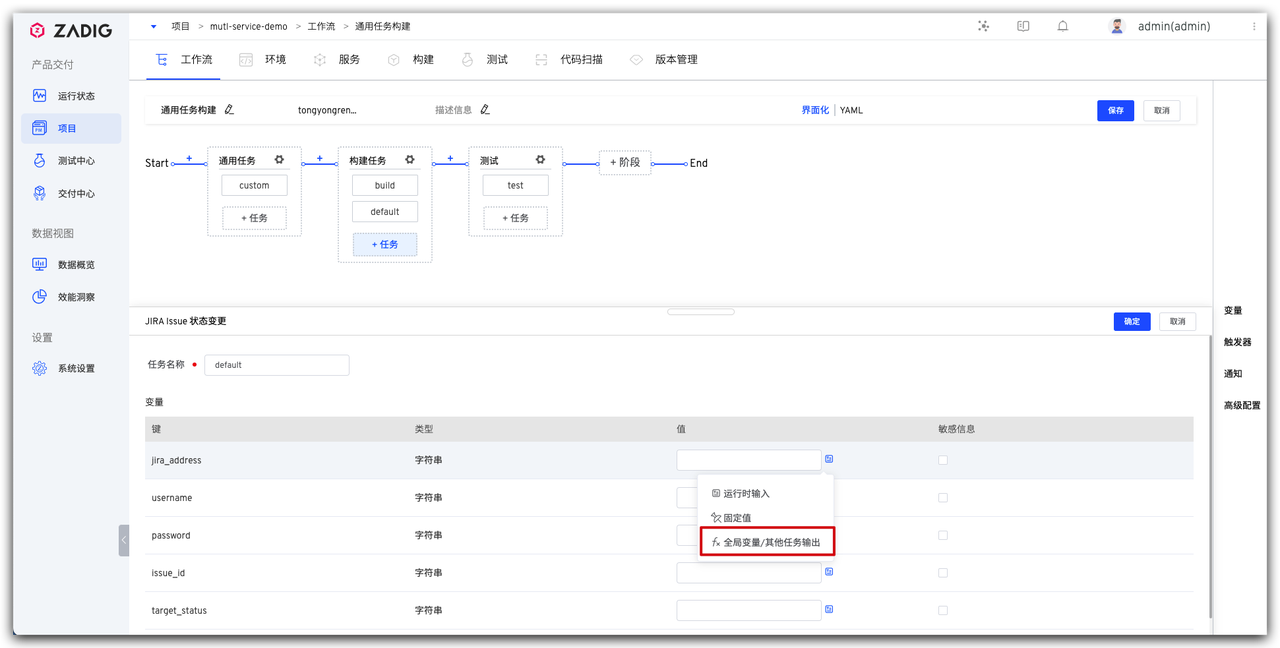 ZADIG
项目 > mutl-service-demo > 工作流 > 通用任务构建
admin(admin)
产品交付
运行状态
项目
测试中心
交付中心
数据视图
数据概览
效能洞察
设置
系统设置
工作流 环境 服务 构建 测试 代码扫描 版本管理
通用任务构建 tongyongren... 描述信息 界面化 | YAML 保存 取消
Start 通用任务 构建任务 测试 + 阶段 End
custom build test
+ 任务 default + 任务
+ 任务
JIRA Issue 状态变更 确定 取消
任务名称 default
变量
键 类型 值 敏感信息
jira_address 字符串
username 字符串
password 字符串
issue_id 字符串
target_status 字符串
运行时输入
固定值
fx 全局变量/其他任务输出
变量
触发器
通知
高级配置